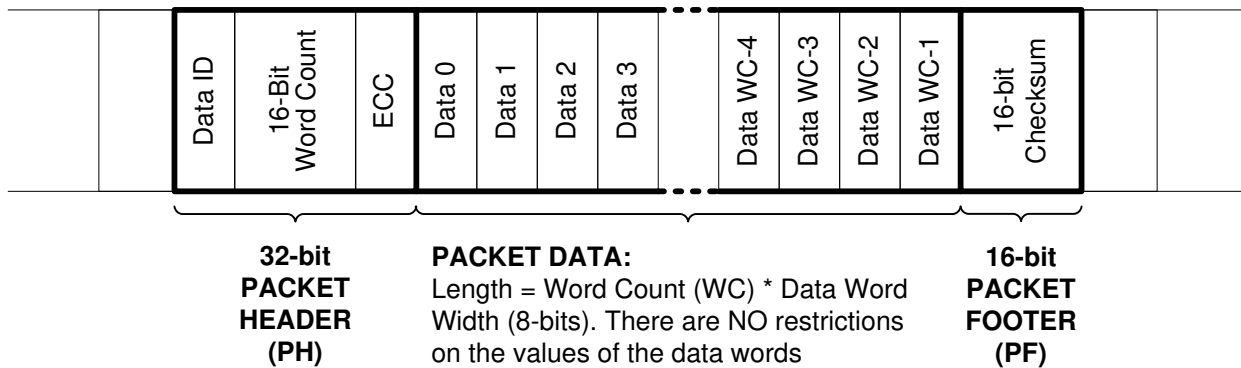 Data ID
16-Bit
Word Count
ECC
Data 0
Data 1
Data 2
Data 3
Data WC-4
Data WC-3
Data WC-2
Data WC-1
16-bit
Checksum
32-bit
PACKET
HEADER
(PH)
PACKET DATA:
Length = Word Count (WC) * Data Word
Width (8-bits). There are NO restrictions
on the values of the data words
16-bit
PACKET
FOOTER
(PF)